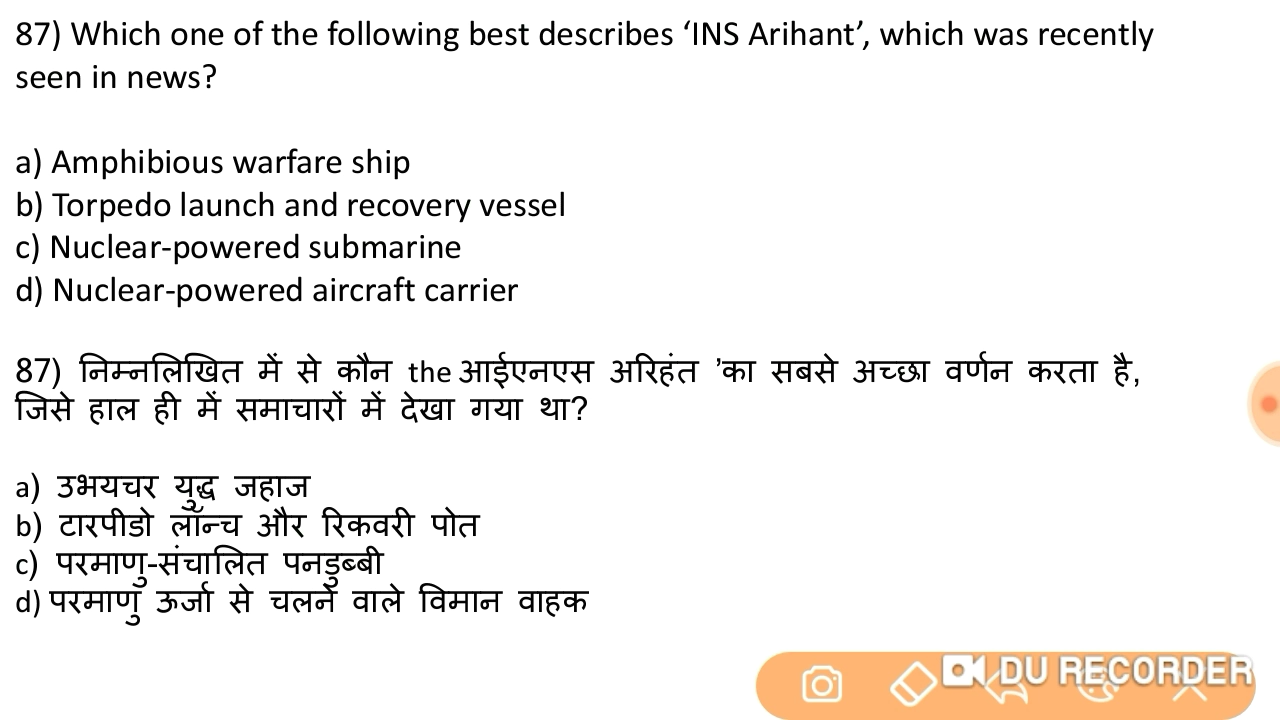 87) Which one of the following best describes ‘INS Arihant’, which was recently
seen in news?
a) Amphibious warfare ship
b) Torpedo launch and recovery vessel
c) Nuclear-powered submarine
d) Nuclear-powered aircraft carrier
87) निम्नलिखित में से कौन the आईएनएस अरिहंत ’का सबसे अच्छा वर्णन करता है,
जिसे हाल ही में समाचारों में देखा गया था?
a) उभयचर युद्ध जहाज
b) टारपीडो लॉन्च और रिकवरी पोत
c) परमाणु-संचालित पनडुब्बी
d) परमाणु ऊर्जा से चलने वाले विमान वाहक
DU RECORDER